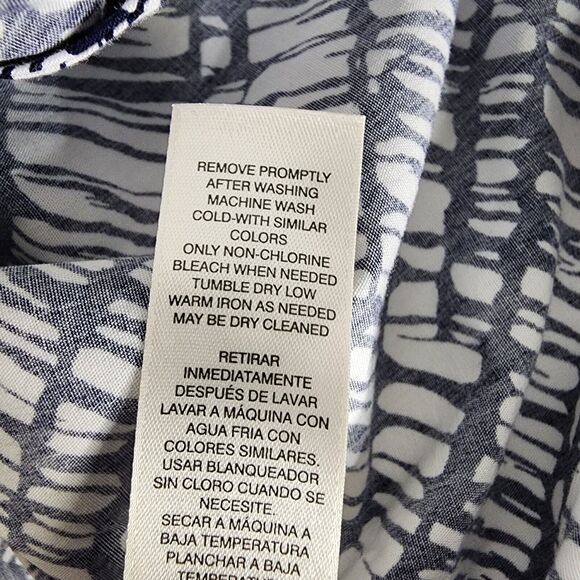 REMOVE PROMPTLY
AFTER WASHING
MACHINE WASH
COLD-WITH SIMILAR
COLORS
ONLY NON-CHLORINE
BLEACH WHEN NEEDED
TUMBLE DRY LOW
WARM IRON AS NEEDED
MAY BE DRY CLEANED
RETIRAR
INMEDIATAMENTE
DESPUÉS DE LAVAR
LAVAR A MÁQUINA CON
AGUA FRIA CON
COLORES SIMILARES.
USAR BLANQUEADOR
SIN CLORO CUANDO SE
NECESITE.
SECAR A MÁQUINA A
BAJA TEMPERATURA
PLANCHAR A BAJA
TEMPERATURA